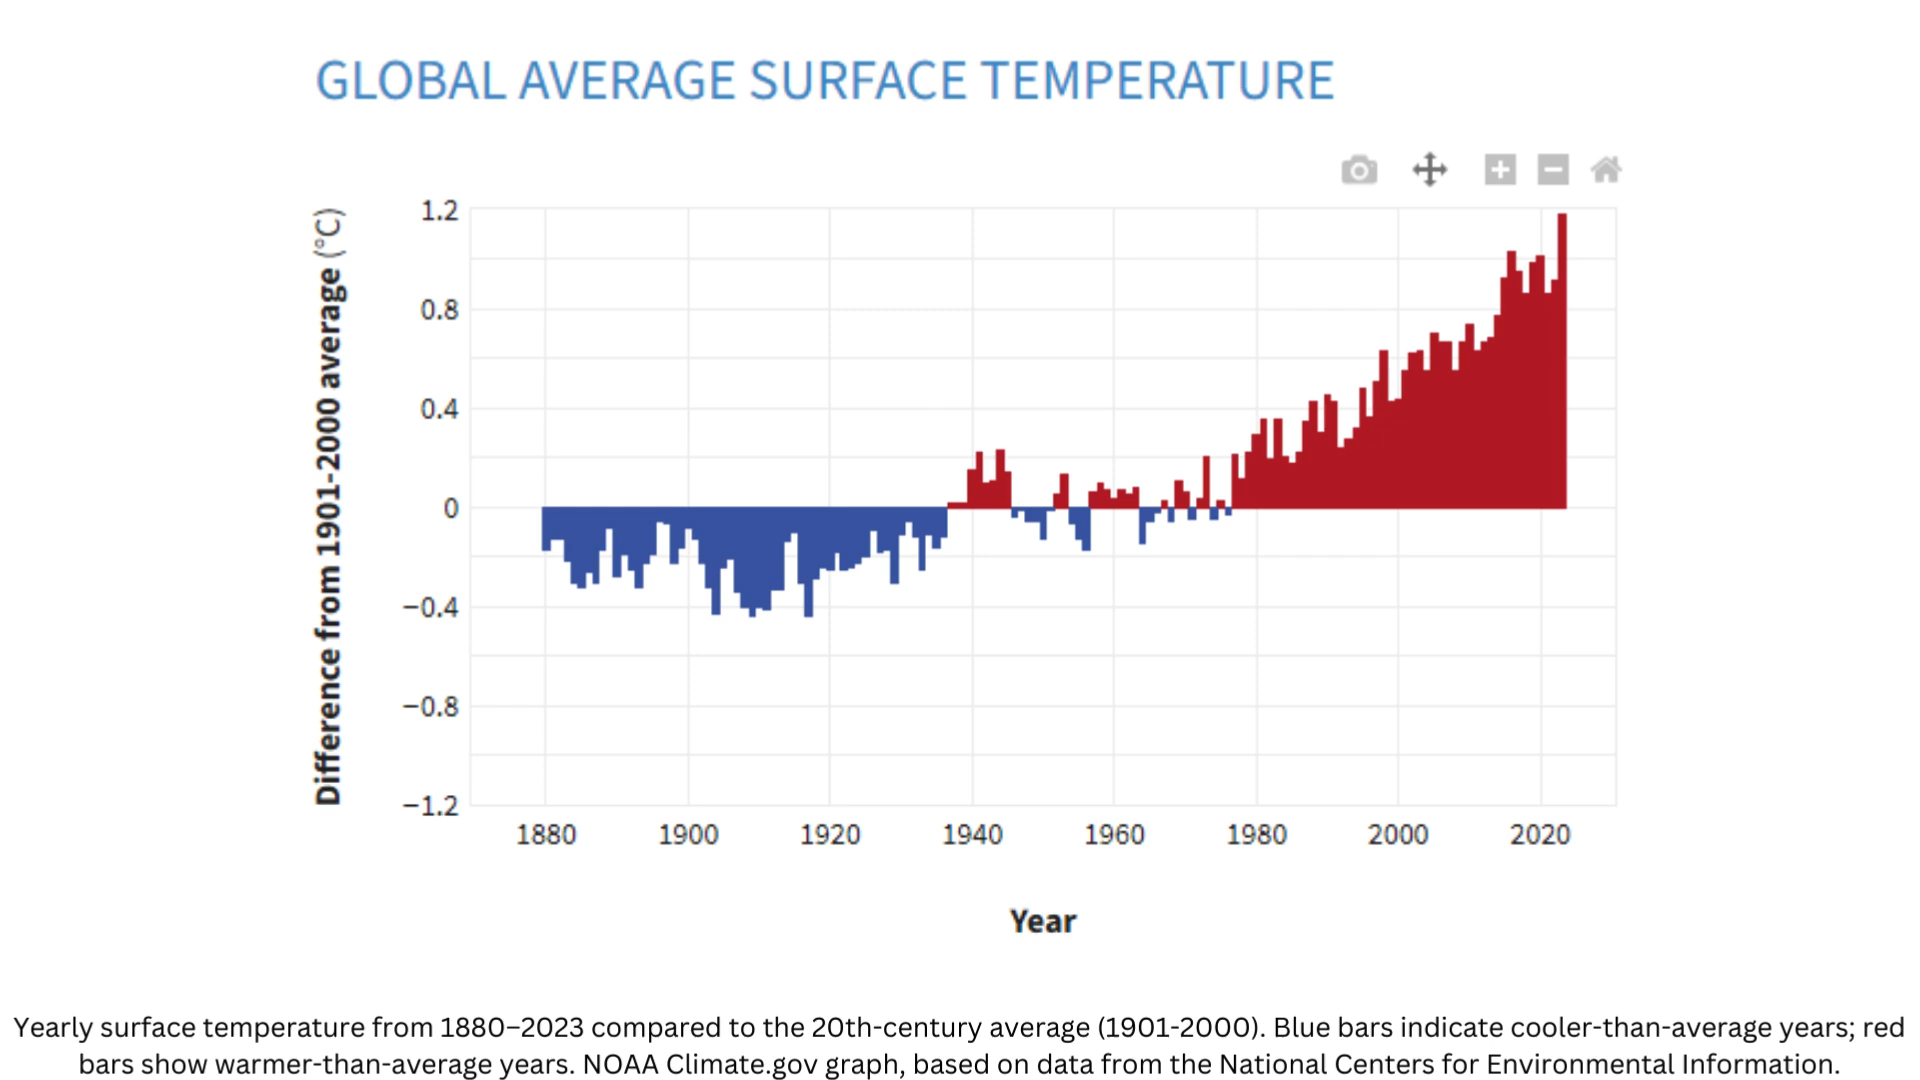 GLOBAL AVERAGE SURFACE TEMPERATURE
Difference from 1901-2000 average (°C)
1.2
0.8
0.4
0
−0.4
−0.8
−1.2
1880 1900 1920 1940 1960 1980 2000 2020
Year
Yearly surface temperature from 1880–2023 compared to the 20th-century average (1901-2000). Blue bars indicate cooler-than-average years; red
bars show warmer-than-average years. NOAA Climate.gov graph, based on data from the National Centers for Environmental Information.